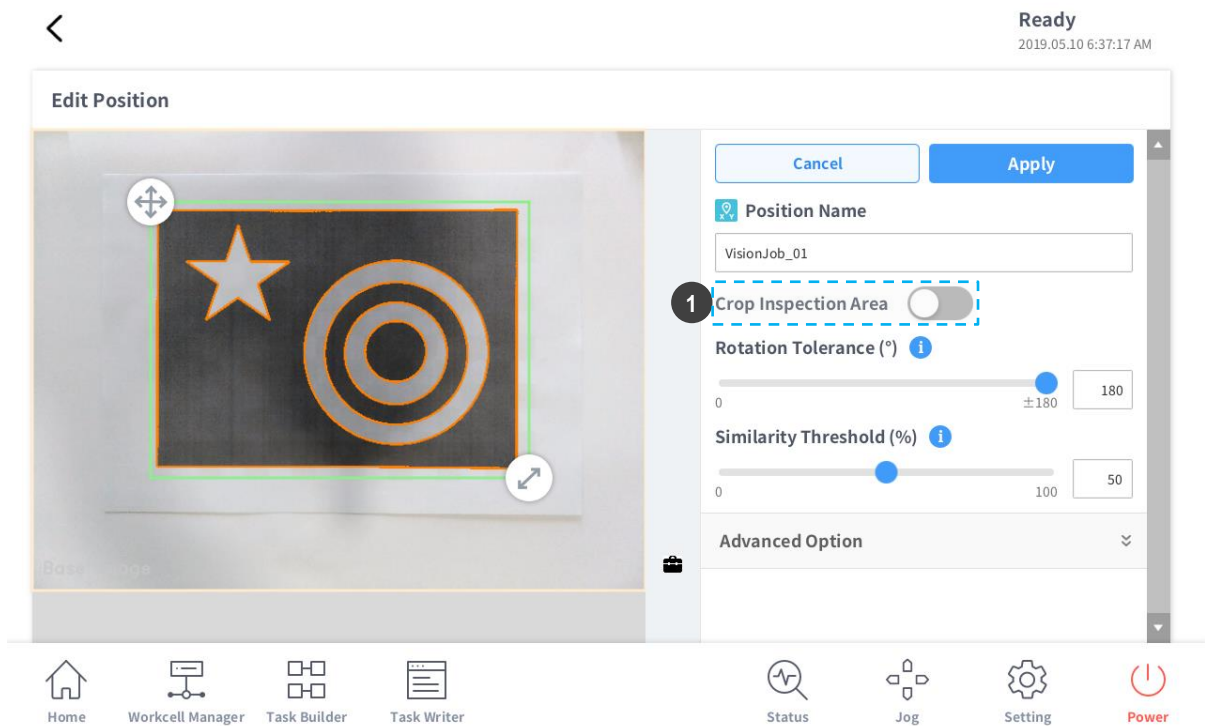 Ready
2019.05.10 6:37:17 AM
Edit Position
Cancel
Apply
Position Name
VisionJob_01
1
Crop Inspection Area
Rotation Tolerance (°)
0
±180
180
Similarity Threshold (%)
0
100
50
Advanced Option
Home
Workcell Manager
Task Builder
Task Writer
Status
Jog
Setting
Power